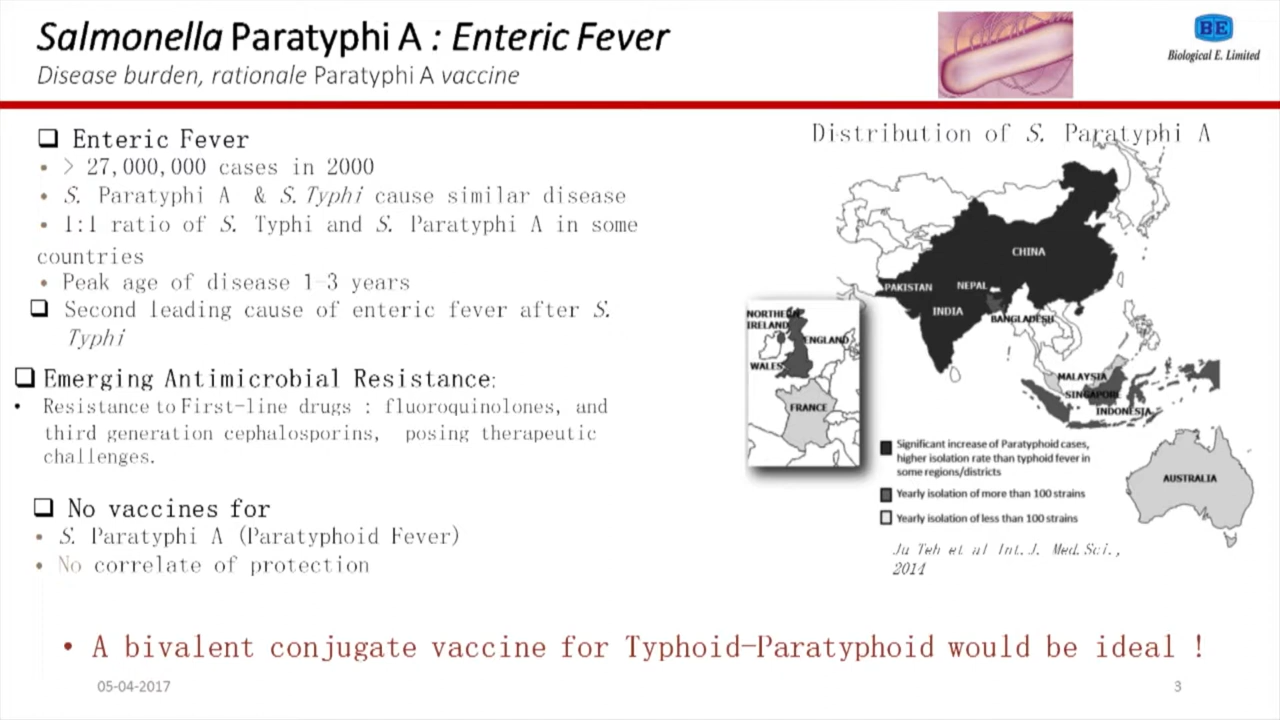 Salmonella Paratyphi A : Enteric Fever
Disease burden, rationale Paratyphi A vaccine
BE
Biological E. Limited
❑ Enteric Fever
• > 27,000,000 cases in 2000
• S. Paratyphi A & S. Typhi cause similar disease
• 1:1 ratio of S. Typhi and S. Paratyphi A in some
countries
• Peak age of disease 1-3 years
❑ Second leading cause of enteric fever after S.
Typhi
❑ Emerging Antimicrobial Resistance:
• Resistance to First-line drugs : fluoroquinolones, and
third generation cephalosporins, posing therapeutic
challenges.
❑ No vaccines for
• S. Paratyphi A (Paratyphoid Fever)
• No correlate of protection
Distribution of S. Paratyphi A
CHINA
PAKISTAN
NEPAL
INDIA
BANGLADESH
NORTHERN
IRELAND
ENGLAND
WALES
FRANCE
MALAYSIA
SINGAPORE
INDONESIA
AUSTRALIA
Significant increase of Paratyphoid cases,
higher isolation rate than typhoid fever in
some regions/districts
Yearly isolation of more than 100 strains
Yearly isolation of less than 100 strains
Ju Teh et al Int. J. Med. Sci.,
2014
• A bivalent conjugate vaccine for Typhoid-Paratyphoid would be ideal !
05-04-2017
3